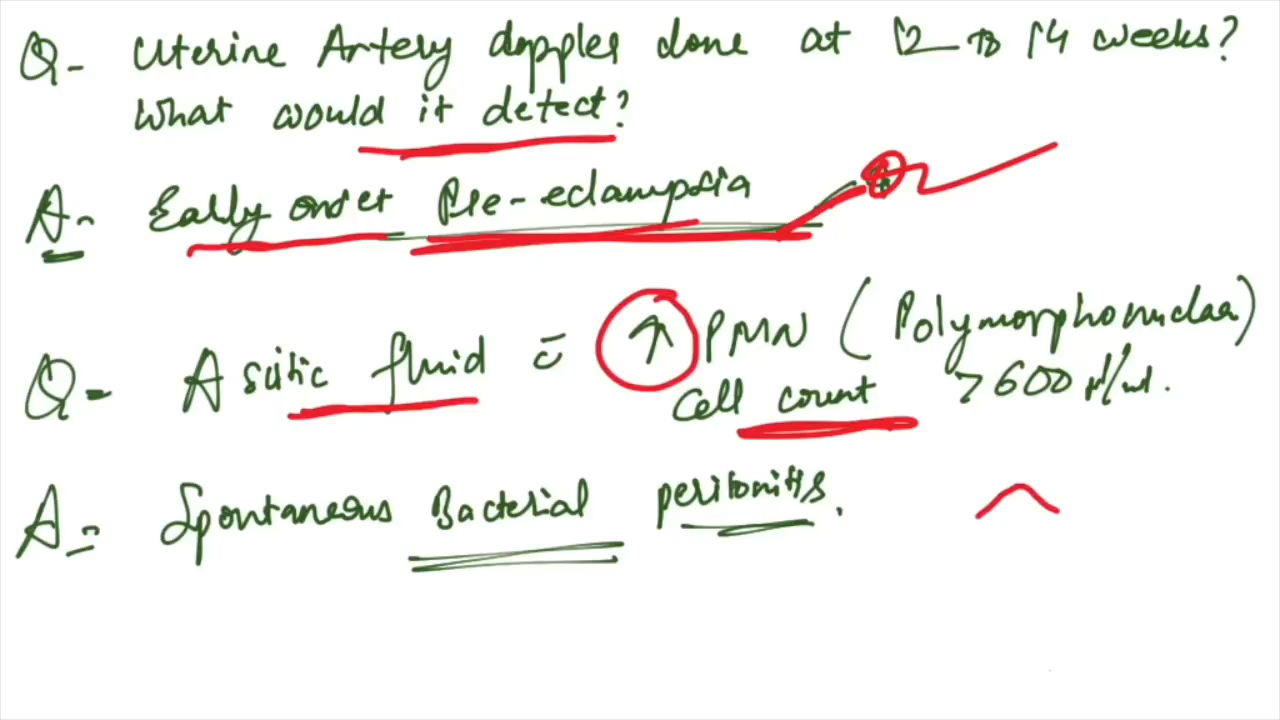 Q- Uterine Artery doppler done at 12 to 14 weeks?
What would it detect?
A- Early onset Pre-eclampsia
Q- Ascitic fluid c̄ ↑ PMN (Polymorphonuclear)
Cell count >600
A- Spontaneous Bacterial peritonitis.